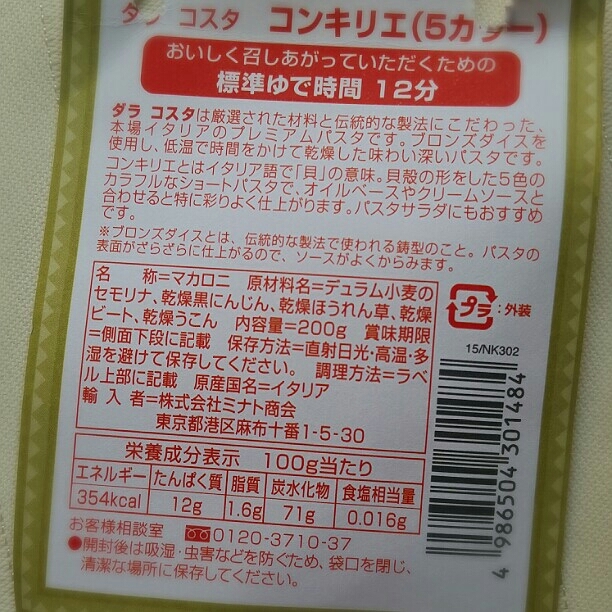 ダラ コスタ コンキリエ(5カラー)
おいしく召しあがっていただくための
標準ゆで時間 12分
ダラ コスタは厳選された材料と伝統的な製法にこだわった、
本場イタリアのプレミアムパスタです。ブロンズダイスを
使用し、低温で時間をかけて乾燥した味わい深いパスタです。
コンキリエとはイタリア語で「貝」の意味。貝殻の形をした5色の
カラフルなショートパスタで、オイルベースやクリームソースと
合わせると特に彩りよく仕上がります。パスタサラダにもおすすめ
です。
※ブロンズダイスとは、伝統的な製法で使われる鋳型のこと。パスタの
表面がざらざらに仕上がるので、ソースがよくからみます。
名 称=マカロニ 原材料名=デュラム小麦の
セモリナ、乾燥黒にんじん、乾燥ほうれん草、乾燥
ビート、乾燥うこん 内容量=200g 賞味期限
=側面下段に記載 保存方法=直射日光・高温・多
湿を避けて保存してください。 調理方法=ラベ
ル上部に記載 原産国名=イタリア
輸入者=株式会社ミナト商会
東京都港区麻布十番1-5-30
プラ :外装
15/NK302
栄養成分表示 100g当たり
エネルギー たんぱく質 脂質 炭水化物 食塩相当量
354kcal 12g 1.6g 71g 0.016g
お客様相談室 0120-3710-37
●開封後は吸湿・虫害などを防ぐため、袋口を閉じ、
清潔な場所に保存してください。
4 986504 301484